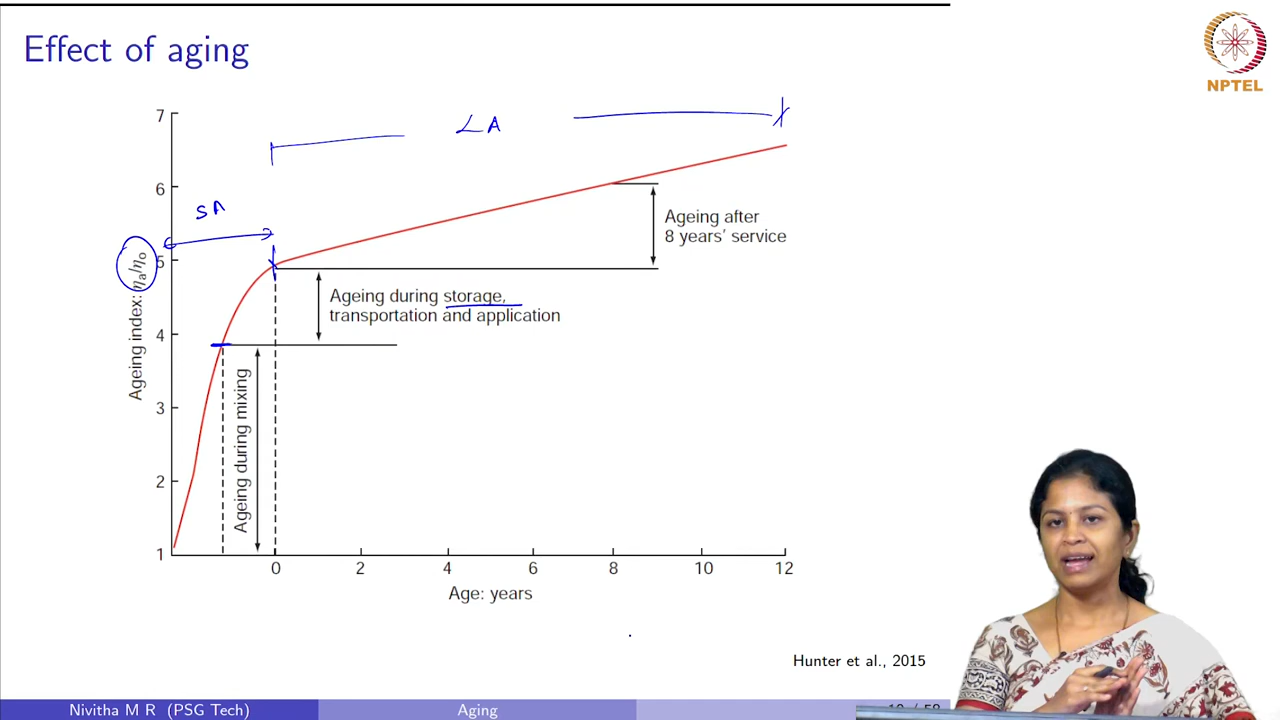 Effect of aging
NPTEL
7
6
5
4
3
2
1
Ageing index: ηa/ηo
SA
LA
Ageing after
8 years' service
Ageing during storage,
transportation and application
Ageing during mixing
0 2 4 6 8 10 12
Age: years
Hunter et al., 2015
Nivitha M R (PSG Tech)
Aging